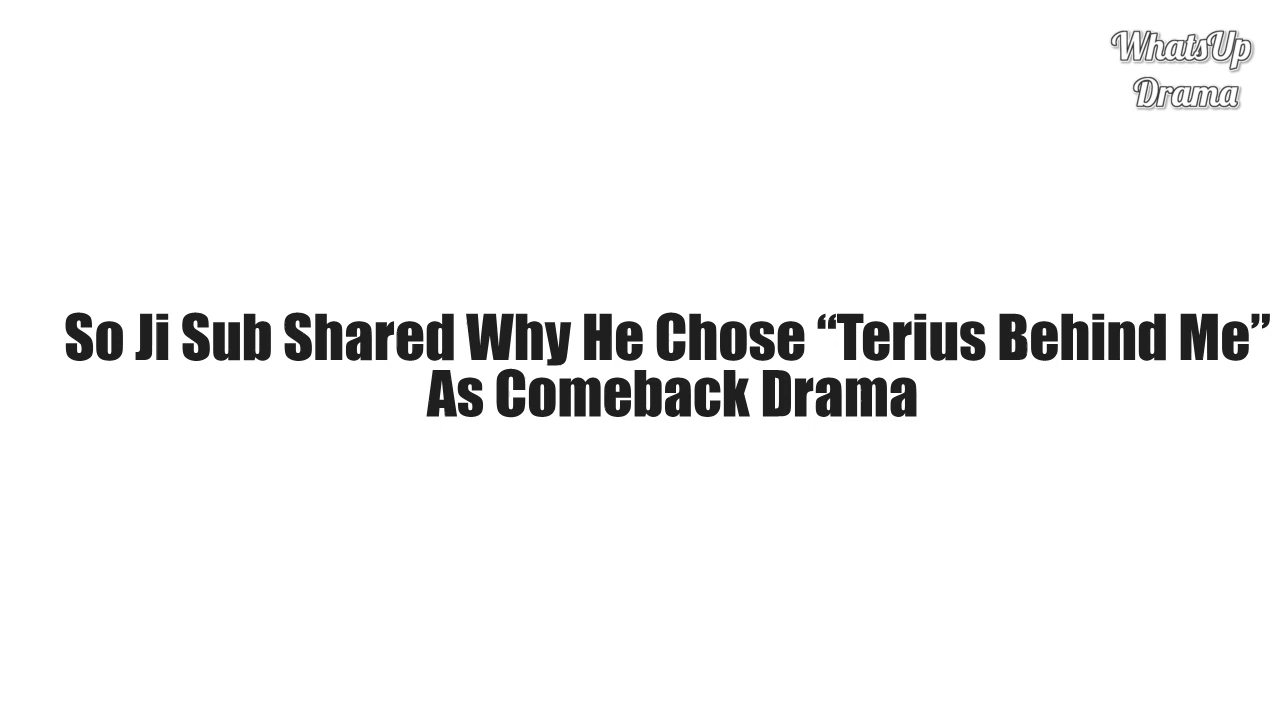 WhatsUp
Drama
So Ji Sub Shared Why He Chose “Terius Behind Me”
As Comeback Drama